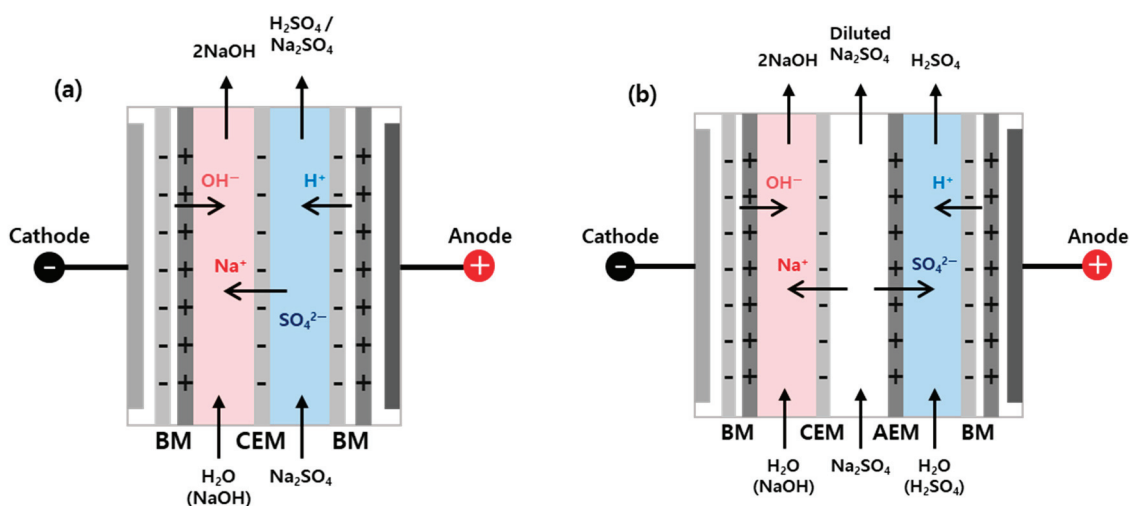 (a)
2NaOH
H₂SO₄ /
Na₂SO₄
OH⁻
H⁺
Cathode
Anode
-
+
Na⁺
SO₄²⁻
BM CEM BM
H₂O
(NaOH)
Na₂SO₄
(b)
2NaOH
Diluted
Na₂SO₄
H₂SO₄
OH⁻
H⁺
Cathode
Anode
-
+
Na⁺
SO₄²⁻
BM CEM AEM BM
H₂O
(NaOH)
Na₂SO₄
H₂O
(H₂SO₄)